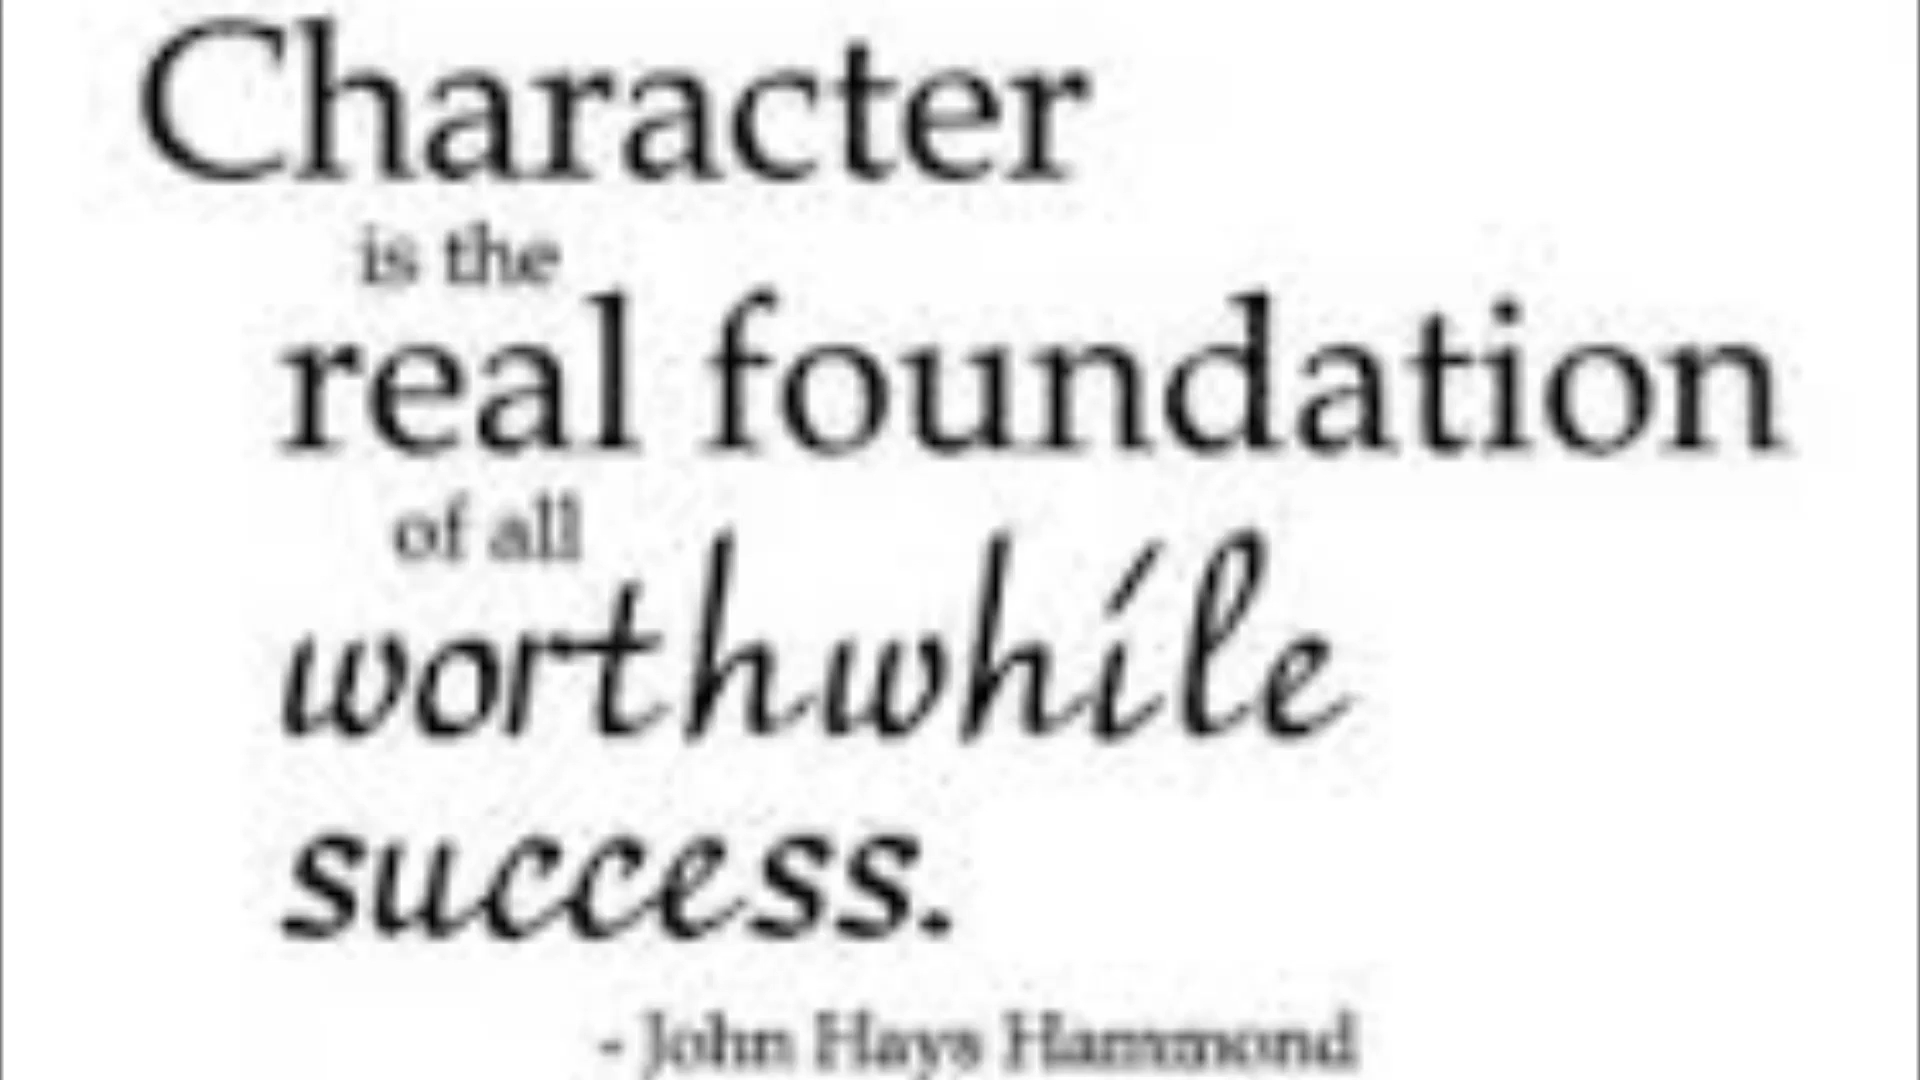 Character
is the
real foundation
of all
worthwhile
success.
- John Hays Hammond